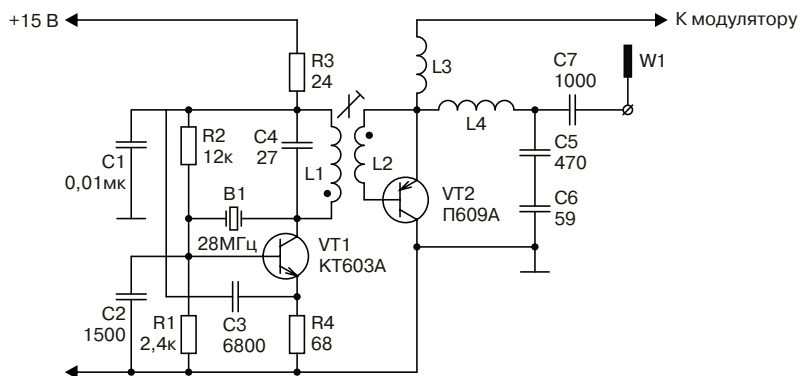 +15 В
К модулятору
R3
24
L3
C7
1000
W1
R2
12к
C4
27
L1
L2
L4
C1
0,01мк
C5
470
B1
28МГц
VT1
КТ603А
VT2
П609А
C6
59
C2
1500
R1
2,4к
C3
6800
R4
68